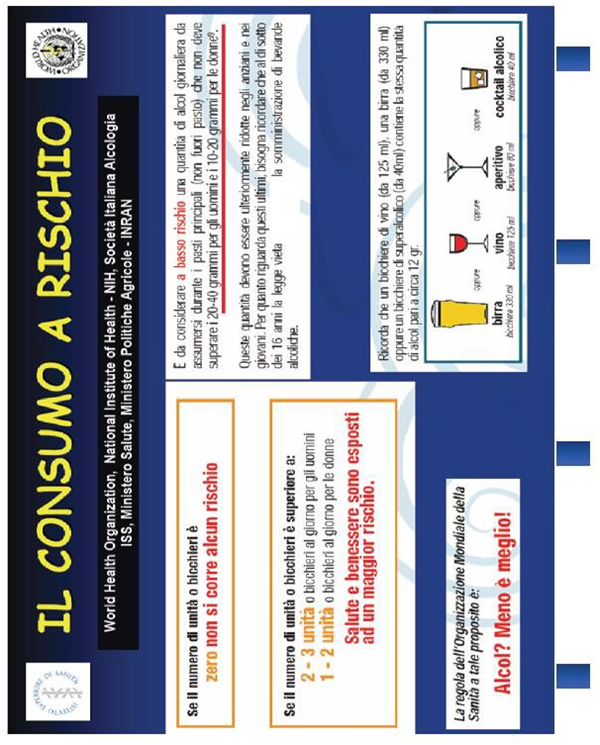 IL CONSUMO A RISCHIO
WORLD HEALTH ORGANIZATION
ISTITUTO SUPERIORE DI SANITÀ
World Health Organization, National Institute of Health - NIH, Società Italiana Alcologia
ISS, Ministero Salute, Ministero Politiche Agricole - INRAN
Se il numero di unità o bicchieri è
zero non si corre alcun rischio
Se il numero di unità o bicchieri è superiore a:
2 - 3 unità o bicchieri al giorno per gli uomini
1 - 2 unità o bicchieri al giorno per le donne
Salute e benessere sono esposti
ad un maggior rischio.
La regola dell'Organizzazione Mondiale della
Sanità a tale proposito è:
Alcol? Meno è meglio!
E da considerare a basso rischio una quantia di alcol giornaliera da
assumersi durante i pasti principali (non fuori pasto) che non deve
superare i 20-40 grammi per gli uomini e i 10-20 grammi per le donne.
Queste quantità devono essere ulteriormente ridotte negli anziani e nei
giovani. Per quanto riguarda questi ultimi, bisogna ricordare che al di sotto
dei 16 anni la legge vieta la somministrazione di bevande
alcoliche.
Ricorda che un bicchiere di vino (da 125 ml), una birra (da 330 ml)
oppure un bicchiere di superalcolico (da 40ml) contiene la stessa quantità
di alcol pari a circa 12 gr.
oppure oppure oppure
birra vino aperitivo cocktail alcolico
bicchiere 330 ml bicchiere 125 ml bicchiere 80 ml bicchiere 40 ml